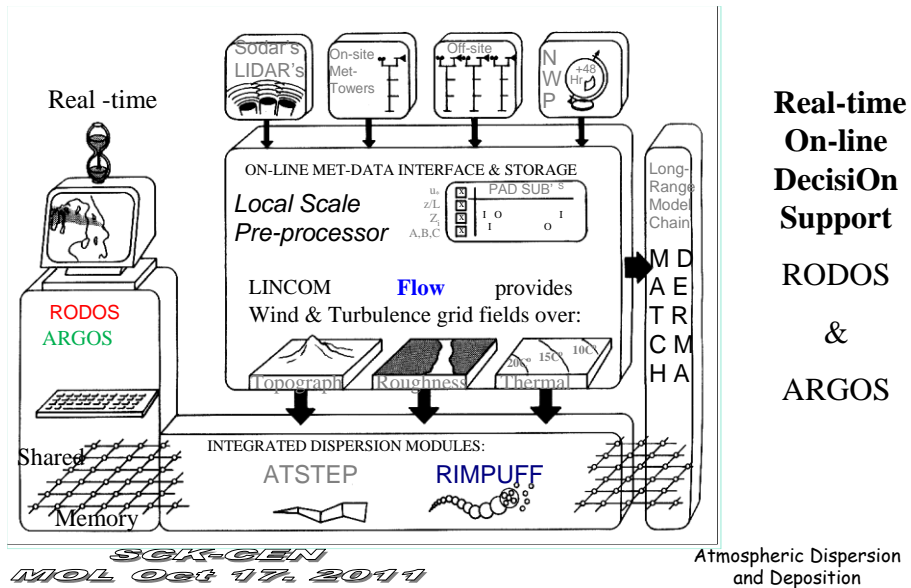 Sodar's
LIDAR's
On-site
Met-
Towers
Off-site
N
W
P
+48
Hr
Real -time
ON-LINE MET-DATA INTERFACE & STORAGE
Local Scale
Pre-processor
PAD SUB' S
u*
z/L
Zi
A,B,C
X
X
X
X
I O I
I O
Long-
Range
Model
Chain
M D
A E
T R
C M
H A
LINCOM Flow provides
Wind & Turbulence grid fields over:
20Cº 15Cº 10Cº
Topograph Roughness Thermal
RODOS
ARGOS
Shared
Memory
INTEGRATED DISPERSION MODULES:
ATSTEP RIMPUFF
Real-time
On-line
DecisiOn
Support
RODOS
&
ARGOS
SCK-CEN
MOL Oct 17. 2011
Atmospheric Dispersion
and Deposition